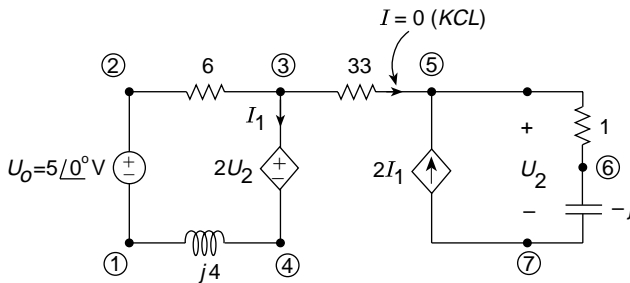 I = 0 (KCL)
② 6 ③ 33 ⑤
I₁
U₀=5/0° V
+
−
2U₂
+
−
2I₁
+
U₂
−
1
⑥
−j
① j4 ④ ⑦